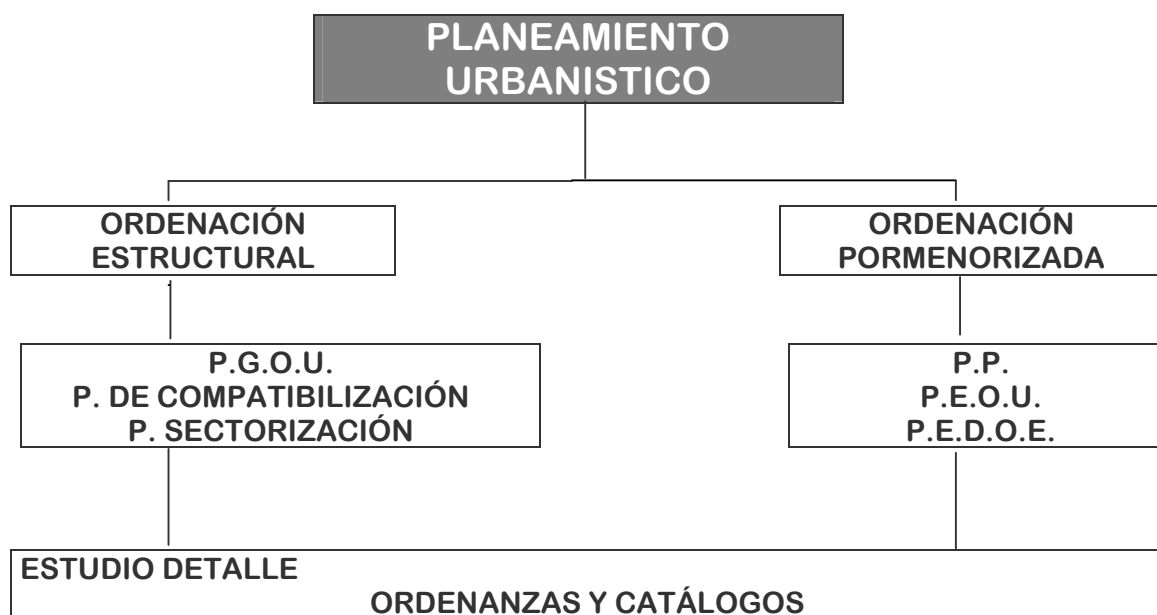 PLANEAMIENTO
URBANISTICO
ORDENACIÓN
ESTRUCTURAL
ORDENACIÓN
PORMENORIZADA
P.G.O.U.
P. DE COMPATIBILIZACIÓN
P. SECTORIZACIÓN
P.P.
P.E.O.U.
P.E.D.O.E.
ESTUDIO DETALLE
ORDENANZAS Y CATÁLOGOS